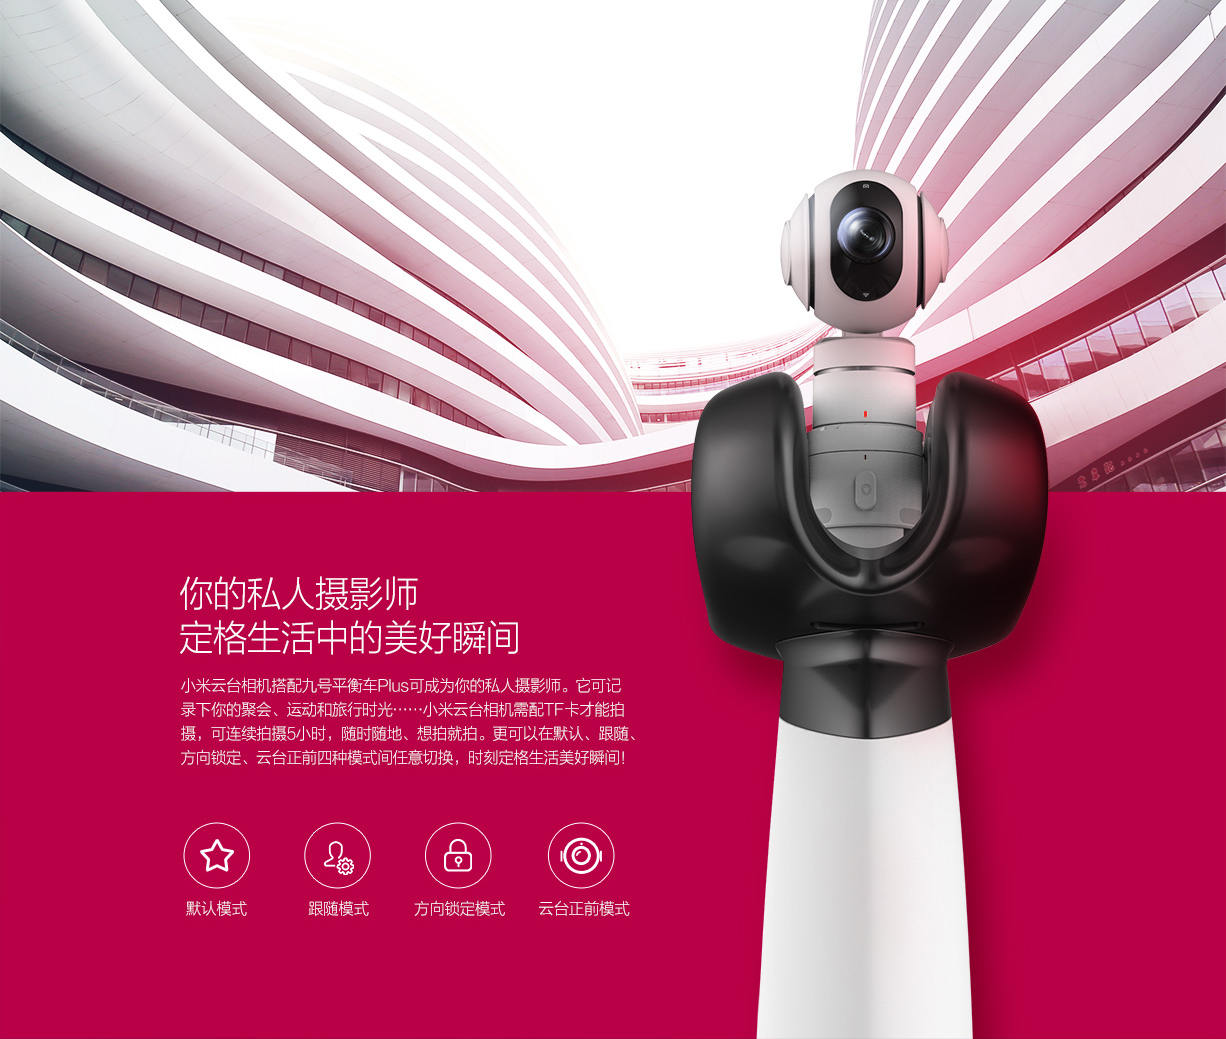 你的私人摄影师
定格生活中的美好瞬间
小米云台相机搭配九号平衡车Plus可成为你的私人摄影师。它可记
录下你的聚会、运动和旅行时光……小米云台相机需配TF卡才能拍
摄，可连续拍摄5小时，随时随地、想拍就拍。更可以在默认、跟随、
方向锁定、云台正前四种模式间任意切换，时刻定格生活美好瞬间！
默认模式
跟随模式
方向锁定模式
云台正前模式